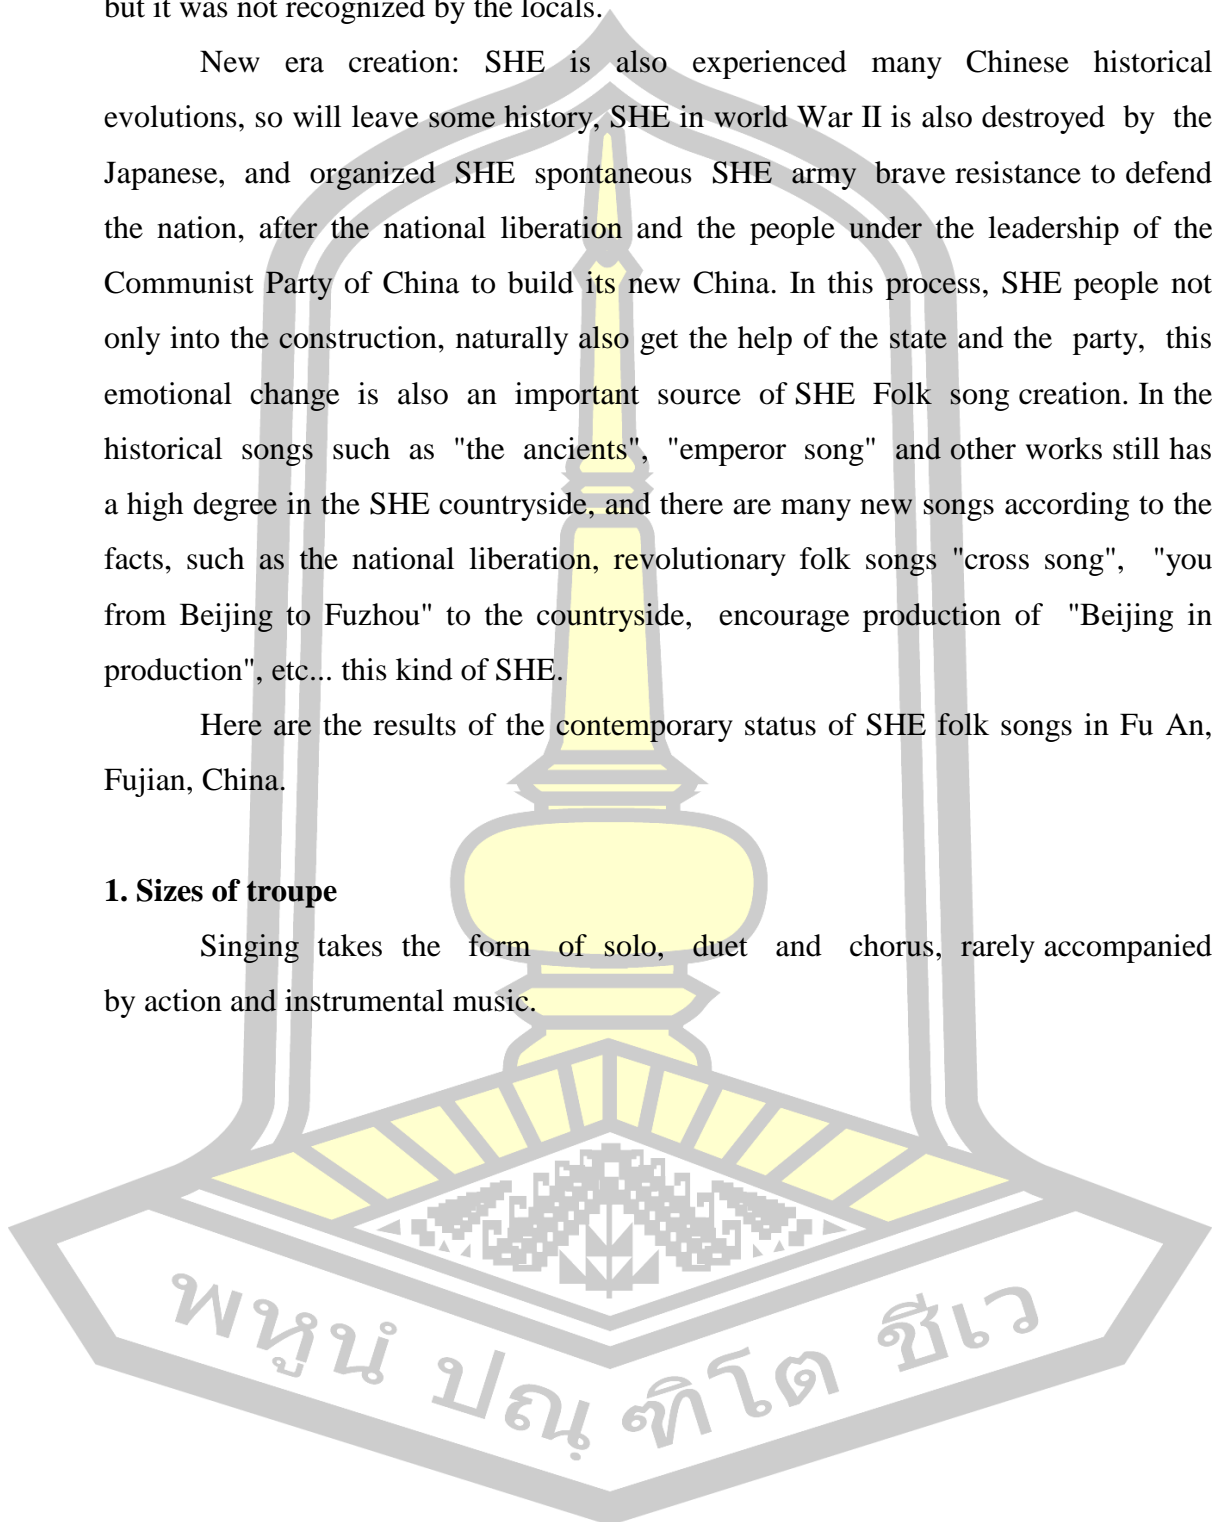 but it was not recognized by the locals.
New era creation: SHE is also experienced many Chinese historical
evolutions, so will leave some history, SHE in world War II is also destroyed by the
Japanese, and organized SHE spontaneous SHE army brave resistance to defend
the nation, after the national liberation and the people under the leadership of the
Communist Party of China to build its new China. In this process, SHE people not
only into the construction, naturally also get the help of the state and the party, this
emotional change is also an important source of SHE Folk song creation. In the
historical songs such as "the ancients", "emperor song" and other works still has
a high degree in the SHE countryside, and there are many new songs according to the
facts, such as the national liberation, revolutionary folk songs "cross song", "you
from Beijing to Fuzhou" to the countryside, encourage production of "Beijing in
production", etc... this kind of SHE.
Here are the results of the contemporary status of SHE folk songs in Fu An,
Fujian, China.
1. Sizes of troupe
Singing takes the form of solo, duet and chorus, rarely accompanied
by action and instrumental music.
พหูนํ ปณฺฑิโต ชีเว